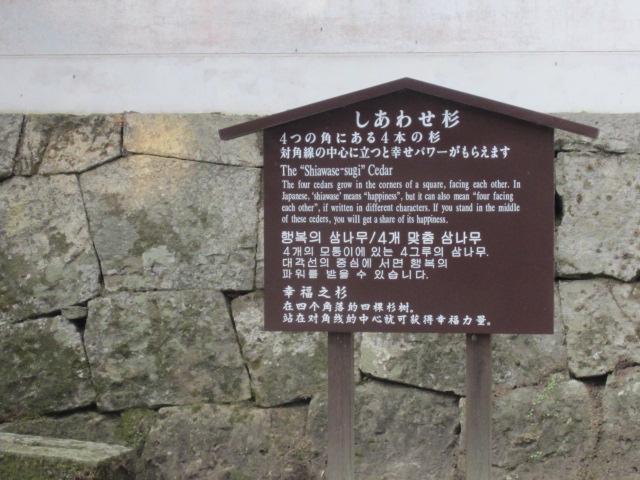 しあわせ杉
4つの角にある4本の杉
対角線の中心に立つと幸せパワーがもらえます
The "Shiawase-sugi" Cedar
The four cedars grow in the corners of a square, facing each other. In
Japanese, 'shiawase' means "happiness", but it can also mean "four facing
each other", if written in different characters. If you stand in the middle
of these ceders, you will get a share of its happiness.
행복의 삼나무/4개 맞춤 삼나무
4개의 모퉁이에 있는 4그루의 삼나무.
대각선의 중심에 서면 행복의
파워를 받을 수 있습니다.
幸福之杉
在四个角落的四棵杉树。
站在对角线的中心就可获得幸福力量。